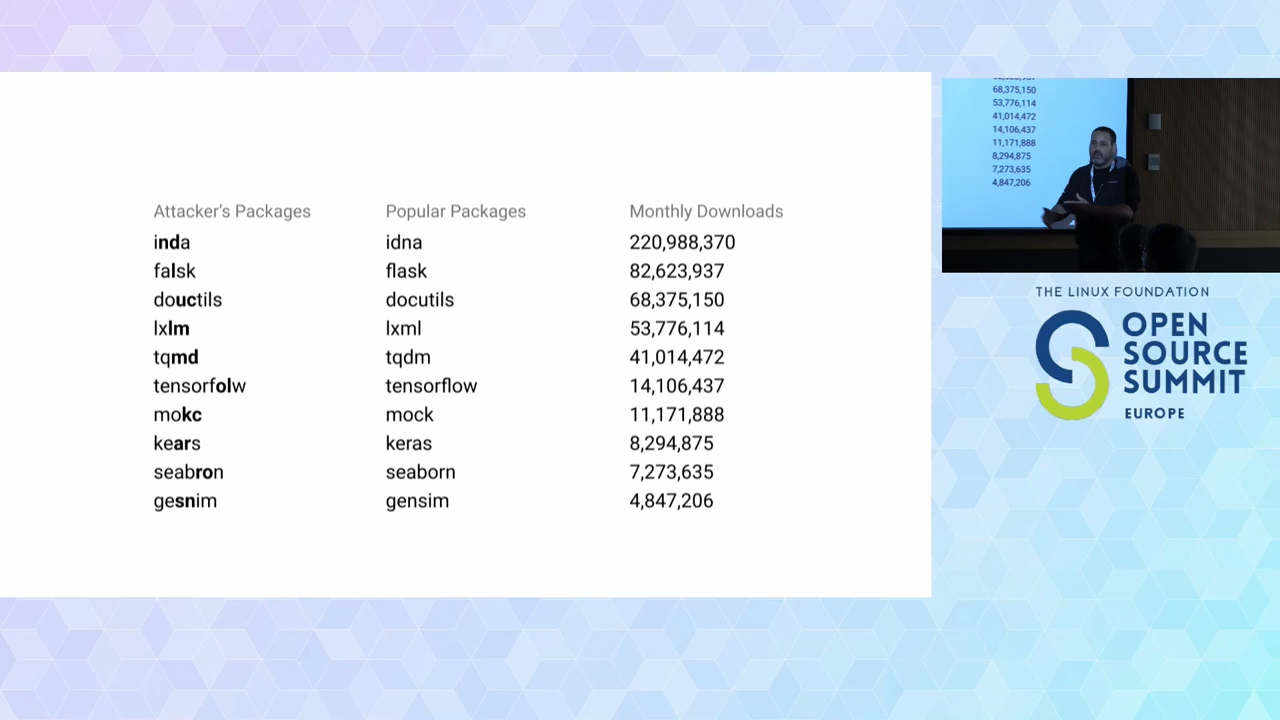 Attacker's Packages Popular Packages Monthly Downloads
inda idna 220,988,370
falsk flask 82,623,937
douctils docutils 68,375,150
lxlm lxml 53,776,114
tqmd tqdm 41,014,472
tensorfolw tensorflow 14,106,437
mokc mock 11,171,888
kears keras 8,294,875
seabron seaborn 7,273,635
gesnim gensim 4,847,206
68,375,150
53,776,114
41,014,472
14,106,437
11,171,888
8,294,875
7,273,635
4,847,206
THE LINUX FOUNDATION
OPEN
SOURCE
SUMMIT
EUROPE